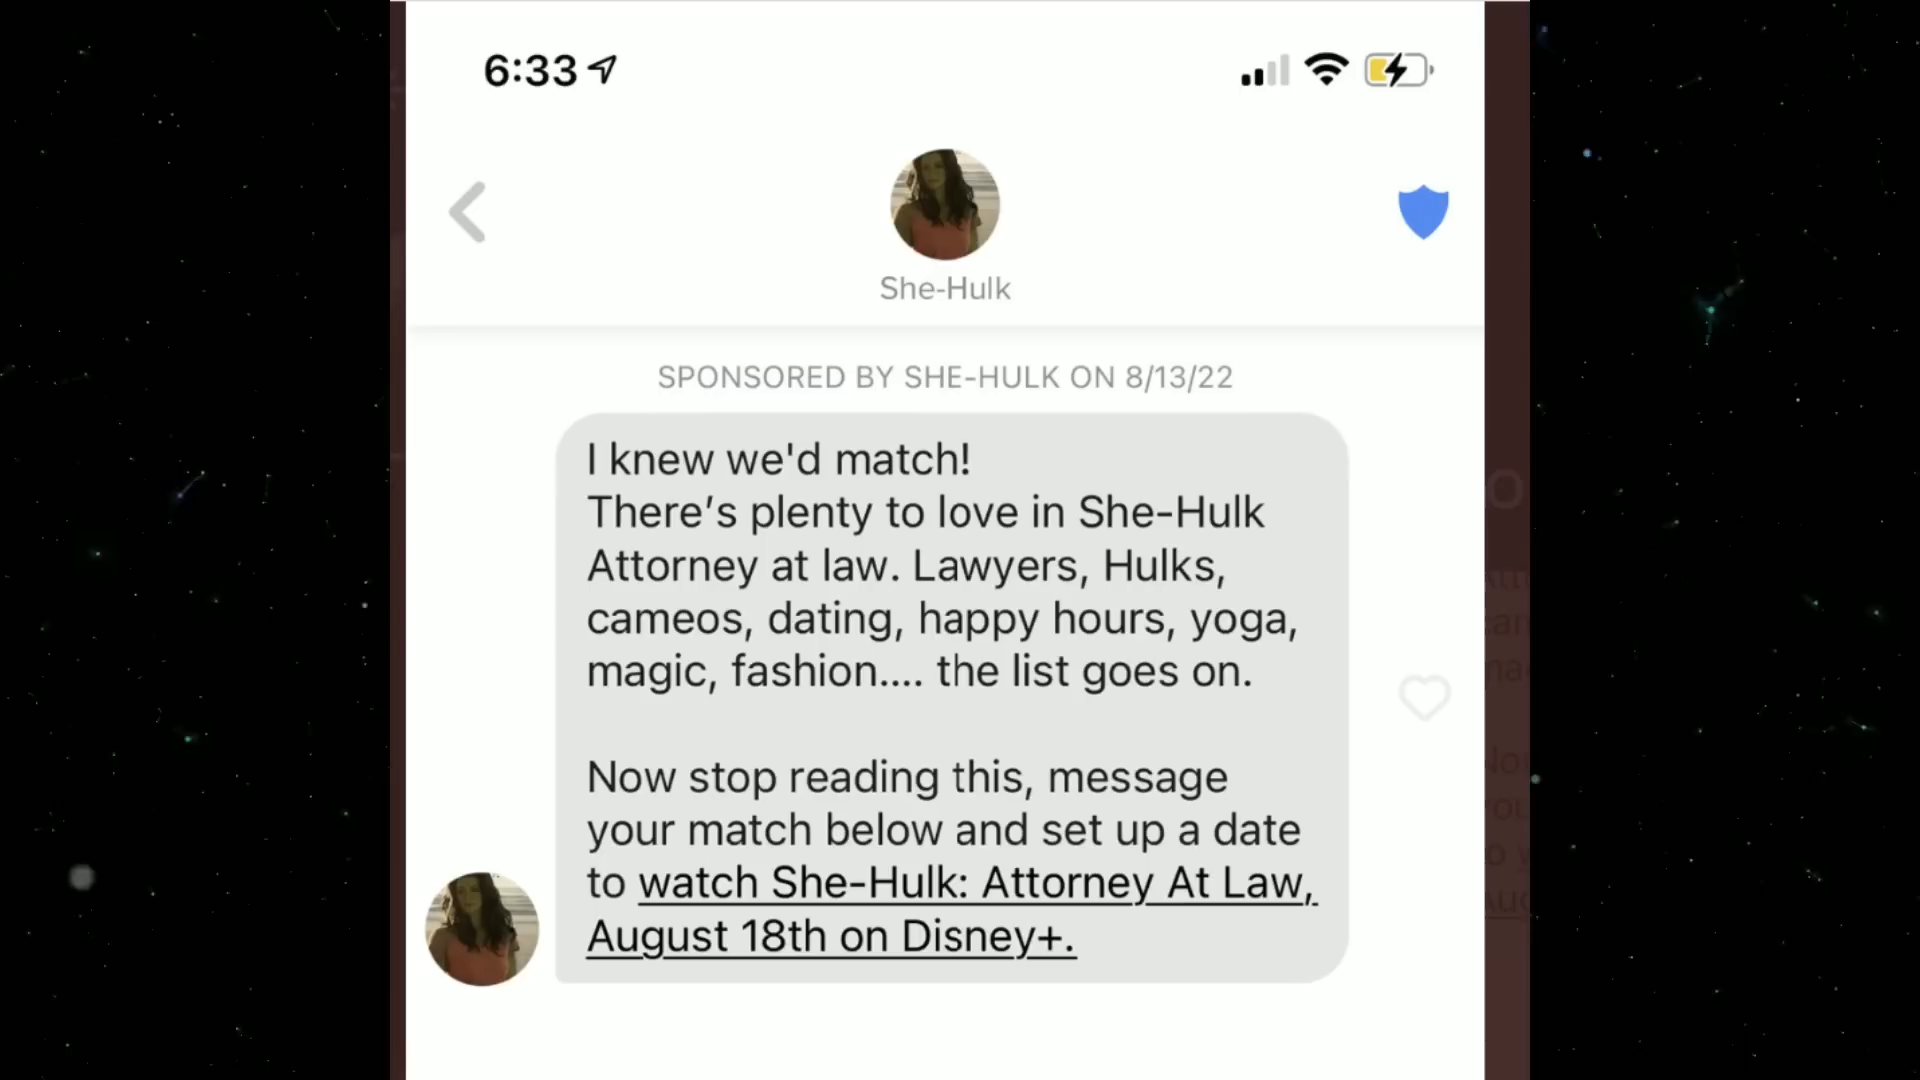 6:33
She-Hulk
SPONSORED BY SHE-HULK ON 8/13/22
I knew we'd match!
There's plenty to love in She-Hulk
Attorney at law. Lawyers, Hulks,
cameos, dating, happy hours, yoga,
magic, fashion.... the list goes on.
Now stop reading this, message
your match below and set up a date
to watch She-Hulk: Attorney At Law,
August 18th on Disney+.